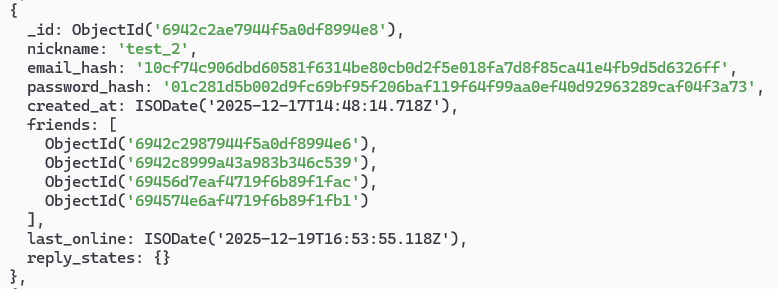 {
_id: ObjectId('6942c2ae7944f5a0df8994e8'),
nickname: 'test_2',
email_hash: '10cf74c906dbd60581f6314be80cb0d2f5e018fa7d8f85ca41e4fb9d5d6326ff',
password_hash: '01c281d5b002d9fc69bf95f206baf119f64f99aa0ef40d92963289caf04f3a73',
created_at: ISODate('2025-12-17T14:48:14.718Z'),
friends: [
ObjectId('6942c2987944f5a0df8994e6'),
ObjectId('6942c8999a43a983b346c539'),
ObjectId('69456d7eaf4719f6b89f1fac'),
ObjectId('694574e6af4719f6b89f1fb1')
],
last_online: ISODate('2025-12-19T16:53:55.118Z'),
reply_states: {}
},